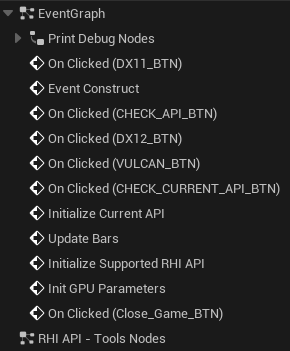 EventGraph
Print Debug Nodes
On Clicked (DX11_BTN)
Event Construct
On Clicked (CHECK_API_BTN)
On Clicked (DX12_BTN)
On Clicked (VULCAN_BTN)
On Clicked (CHECK_CURRENT_API_BTN)
Initialize Current API
Update Bars
Initialize Supported RHI API
Init GPU Parameters
On Clicked (Close_Game_BTN)
RHI API - Tools Nodes